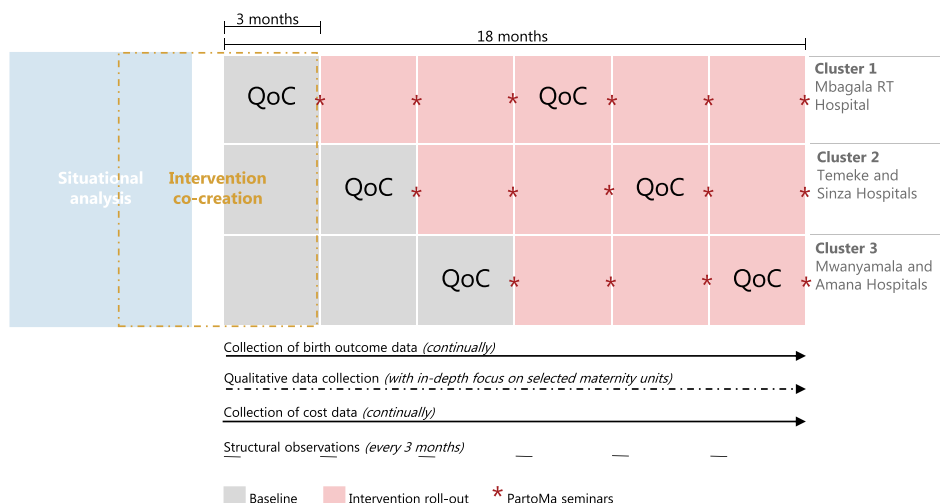 3 months
18 months
QoC * * * QoC * * *
Cluster 1
Mbagala RT
Hospital
Situational
analysis
Intervention
co-creation
QoC * * * QoC * *
Cluster 2
Temeke and
Sinza Hospitals
QoC * * * QoC *
Cluster 3
Mwanyamala and
Amana Hospitals
Collection of birth outcome data (continually)
Qualitative data collection (with in-depth focus on selected maternity units)
Collection of cost data (continually)
Structural observations (every 3 months)
Baseline
Intervention roll-out
* PartoMa seminars